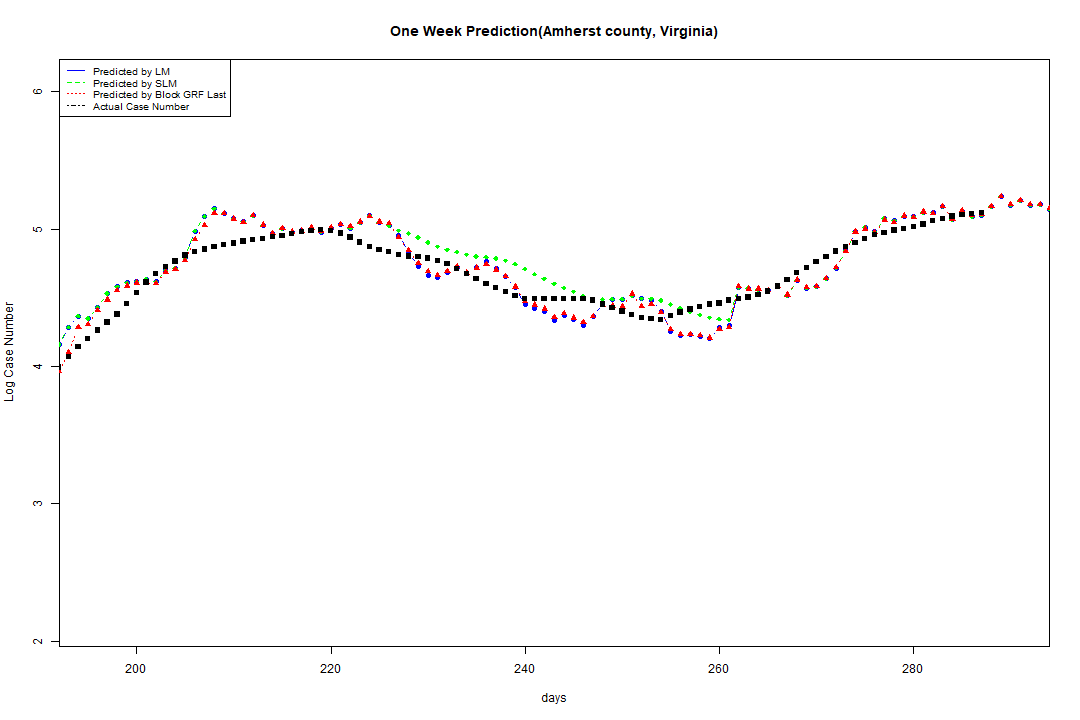 One Week Prediction(Amherst county, Virginia)
Predicted by LM
Predicted by SLM
Predicted by Block GRF Last
Actual Case Number
6
5
4
3
2
Log Case Number
200 220 240 260 280
days